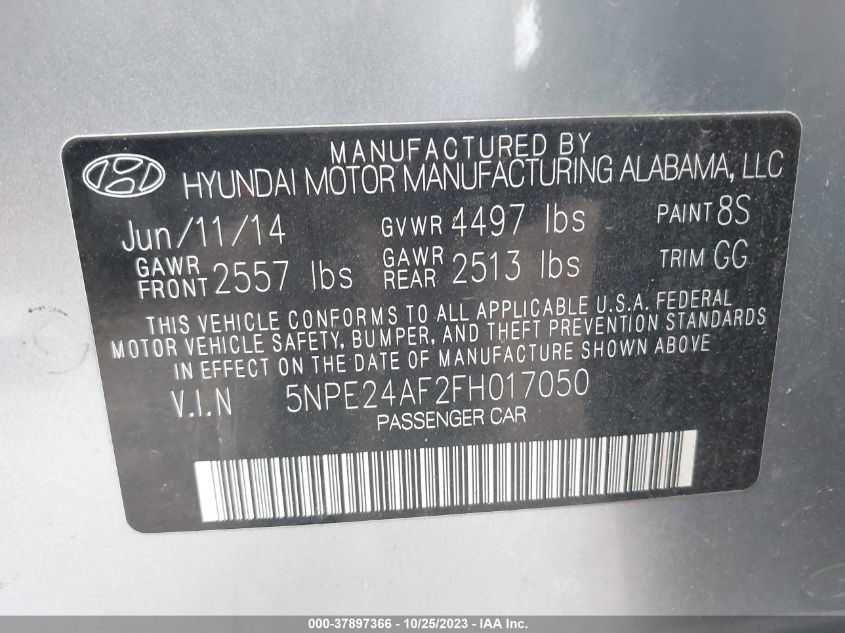 MANUFACTURED BY
HYUNDAI MOTOR MANUFACTURING ALABAMA, LLC
Jun/11/14 GVWR 4497 lbs PAINT 8S
GAWR FRONT 2557 lbs GAWR REAR 2513 lbs TRIM GG
THIS VEHICLE CONFORMS TO ALL APPLICABLE U.S.A. FEDERAL
MOTOR VEHICLE SAFETY, BUMPER, AND THEFT PREVENTION STANDARDS
IN EFFECT ON THE DATE OF MANUFACTURE SHOWN ABOVE
V.I.N 5NPE24AF2FH017050
PASSENGER CAR
000-37897366 - 10/25/2023 - IAA Inc.